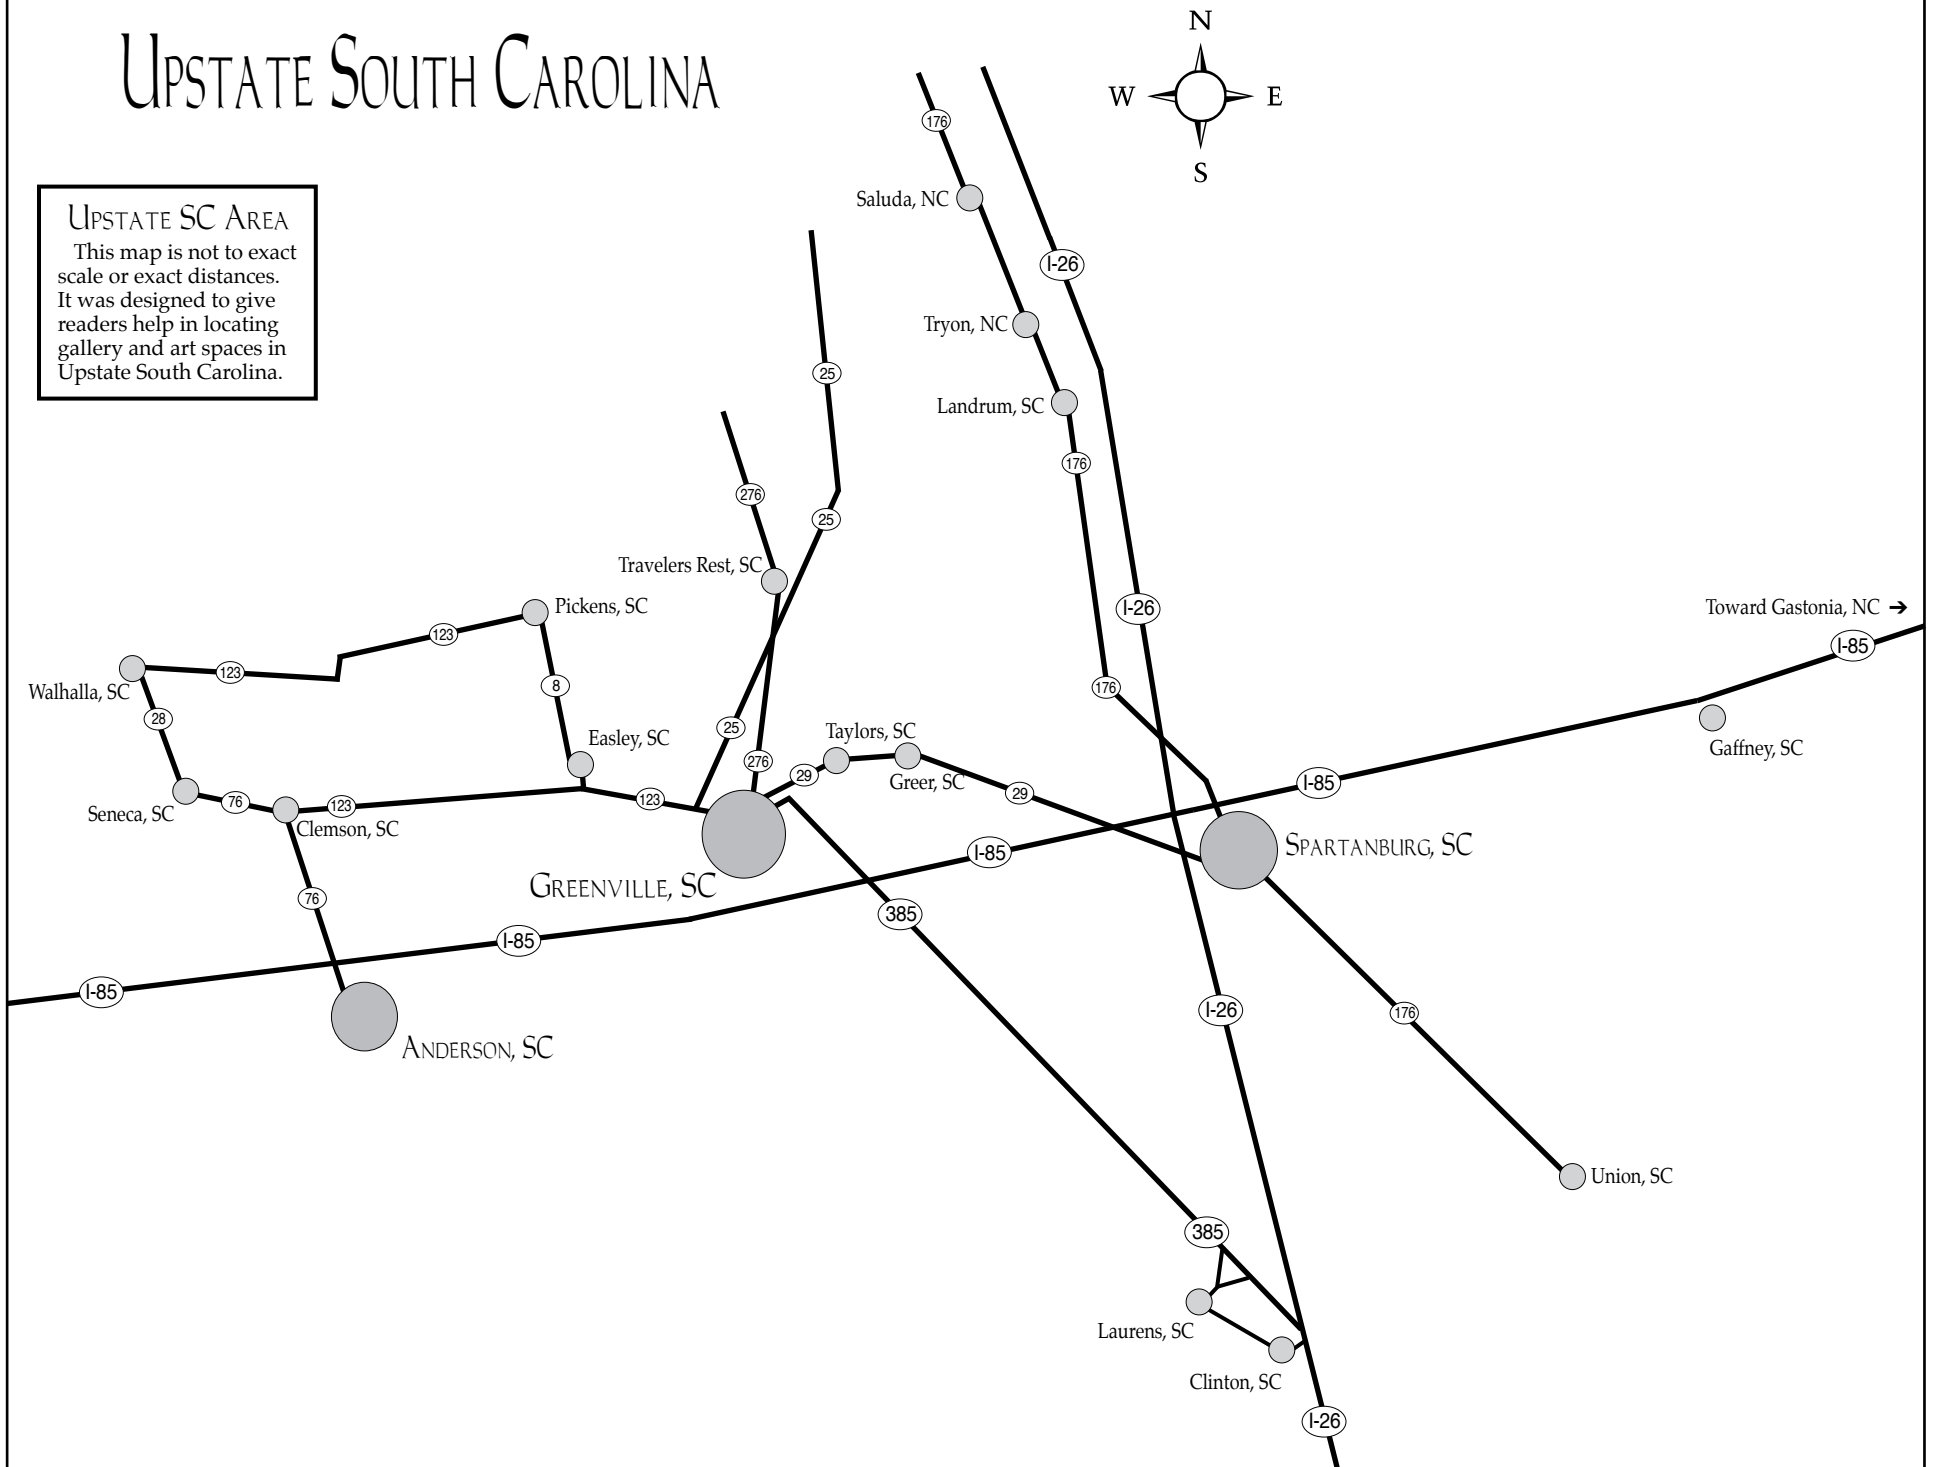 Upstate South Carolina
N
W
E
S
176
Saluda, NC
Upstate SC Area
This map is not to exact
scale or exact distances.
It was designed to give
readers help in locating
gallery and art spaces in
Upstate South Carolina.
I-26
Tryon, NC
25
Landrum, SC
176
276
25
Travelers Rest, SC
Pickens, SC
I-26
Toward Gastonia, NC ➔
123
I-85
123
Walhalla, SC
8
176
28
25
Taylors, SC
Easley, SC
Gaffney, SC
276
29
Greer, SC
I-85
29
76
123
123
Seneca, SC
Clemson, SC
Spartanburg, SC
I-85
Greenville, SC
76
385
I-85
I-85
I-26
176
Anderson, SC
Union, SC
385
Laurens, SC
Clinton, SC
I-26